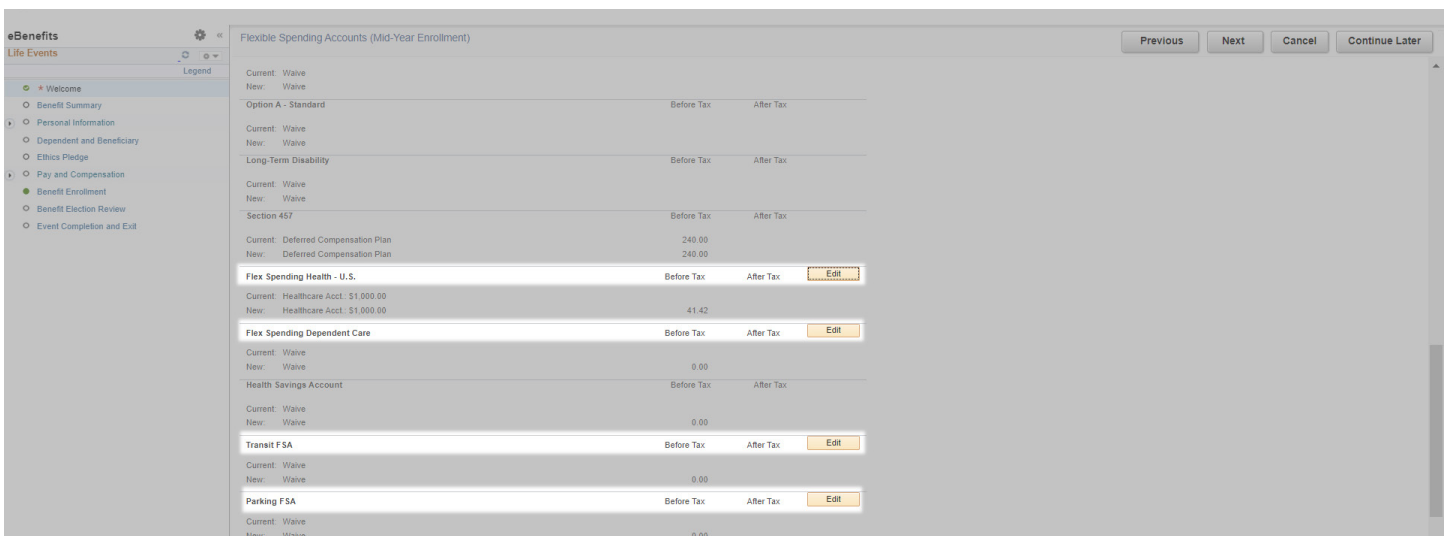 eBenefits
Life Events
Legend
* Welcome
Benefit Summary
Personal Information
Dependent and Beneficiary
Ethics Pledge
Pay and Compensation
Benefit Enrollment
Benefit Election Review
Event Completion and Exit
Flexible Spending Accounts (Mid-Year Enrollment)
Previous Next Cancel Continue Later
Current: Waive
New: Waive
Option A - Standard Before Tax After Tax
Current: Waive
New: Waive
Long-Term Disability Before Tax After Tax
Current: Waive
New: Waive
Section 457 Before Tax After Tax
Current: Deferred Compensation Plan 240.00
New: Deferred Compensation Plan 240.00
Flex Spending Health - U.S. Before Tax After Tax Edit
Current: Healthcare Acct.: $1,000.00
New: Healthcare Acct.: $1,000.00 41.42
Flex Spending Dependent Care Before Tax After Tax Edit
Current: Waive
New: Waive 0.00
Health Savings Account Before Tax After Tax
Current: Waive
New: Waive 0.00
Transit FSA Before Tax After Tax Edit
Current: Waive
New: Waive 0.00
Parking FSA Before Tax After Tax Edit
Current: Waive
New: Waive 0.00